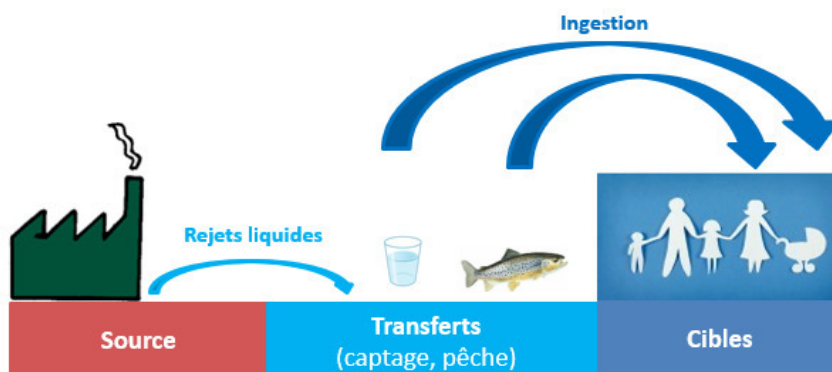 Ingestion
Rejets liquides
Source
Transferts
(captage, pêche)
Cibles